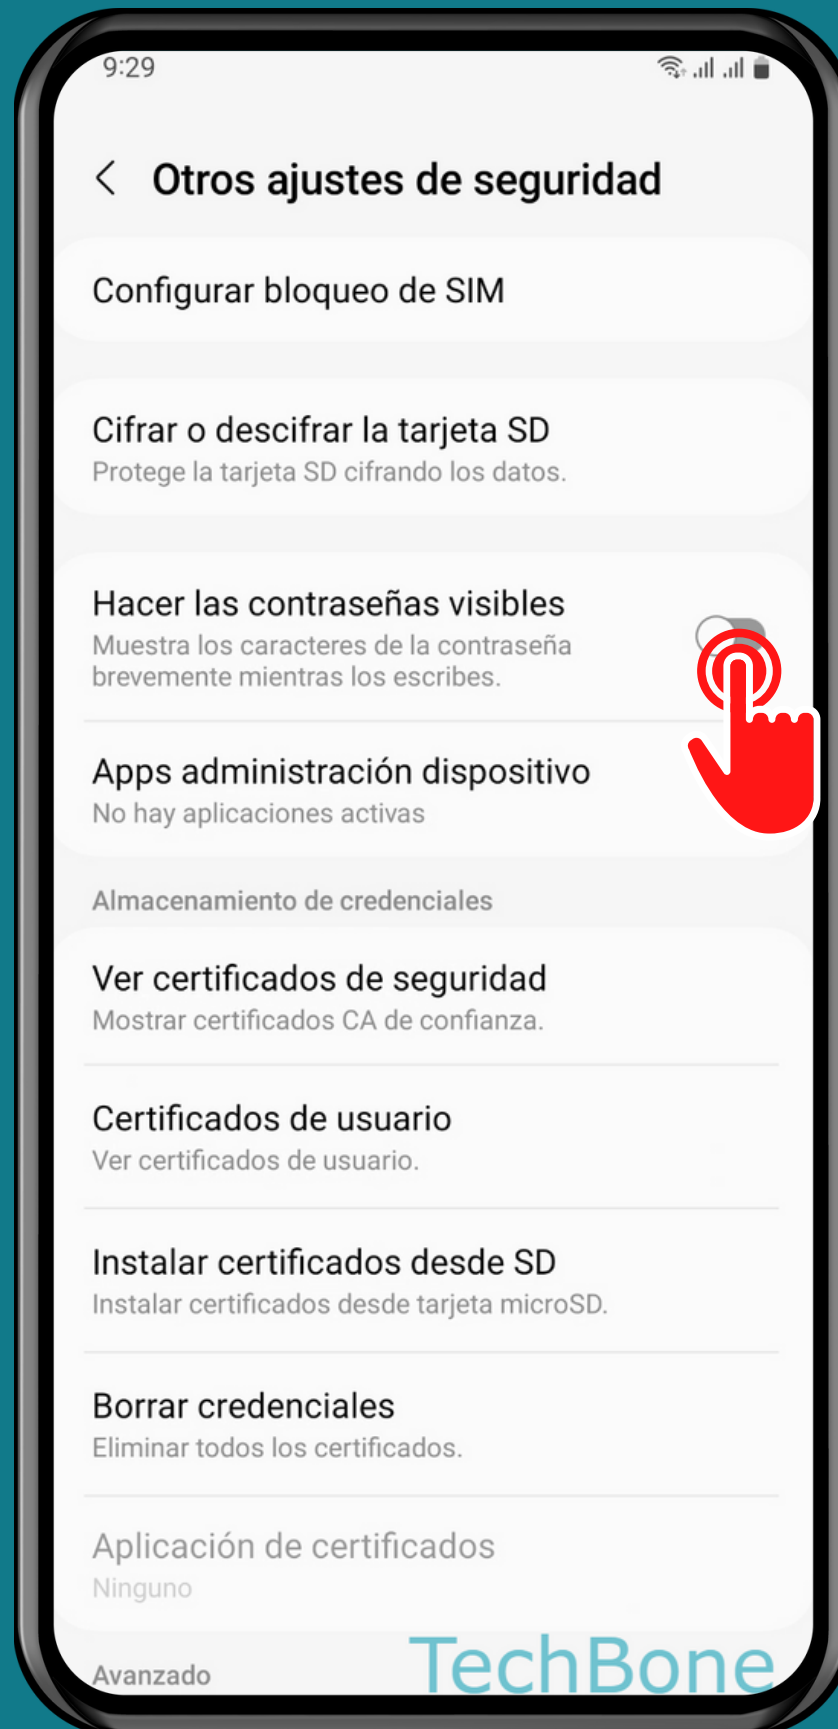 9:29
Otros ajustes de seguridad
Configurar bloqueo de SIM
Cifrar o descifrar la tarjeta SD
Protege la tarjeta SD cifrando los datos.
Hacer las contraseñas visibles
Muestra los caracteres de la contraseña
brevemente mientras los escribes.
Apps administración dispositivo
No hay aplicaciones activas
Almacenamiento de credenciales
Ver certificados de seguridad
Mostrar certificados CA de confianza.
Certificados de usuario
Ver certificados de usuario.
Instalar certificados desde SD
Instalar certificados desde tarjeta microSD.
Borrar credenciales
Eliminar todos los certificados.
Aplicación de certificados
Ninguno
Avanzado
TechBone